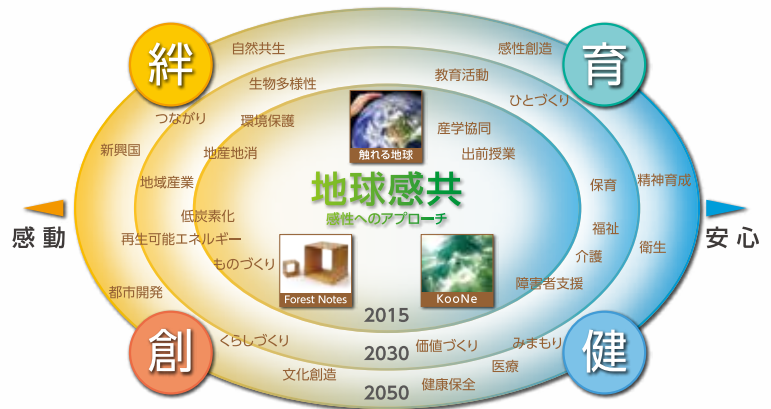 絆
育
自然共生
感性創造
生物多様性
教育活動
つながり
ひとづくり
環境保護
産学協同
新興国
地産地消
触れる地球
出前授業
地域産業
地球感共
保育
精神育成
低炭素化
感性へのアプローチ
感動
再生可能エネルギー
福祉
安心
ものづくり
介護
衛生
都市開発
Forest Notes
KooNe
障害者支援
2015
創
くらしづくり
2030
価値づくり
みまもり
健
文化創造
医療
2050
健康保全